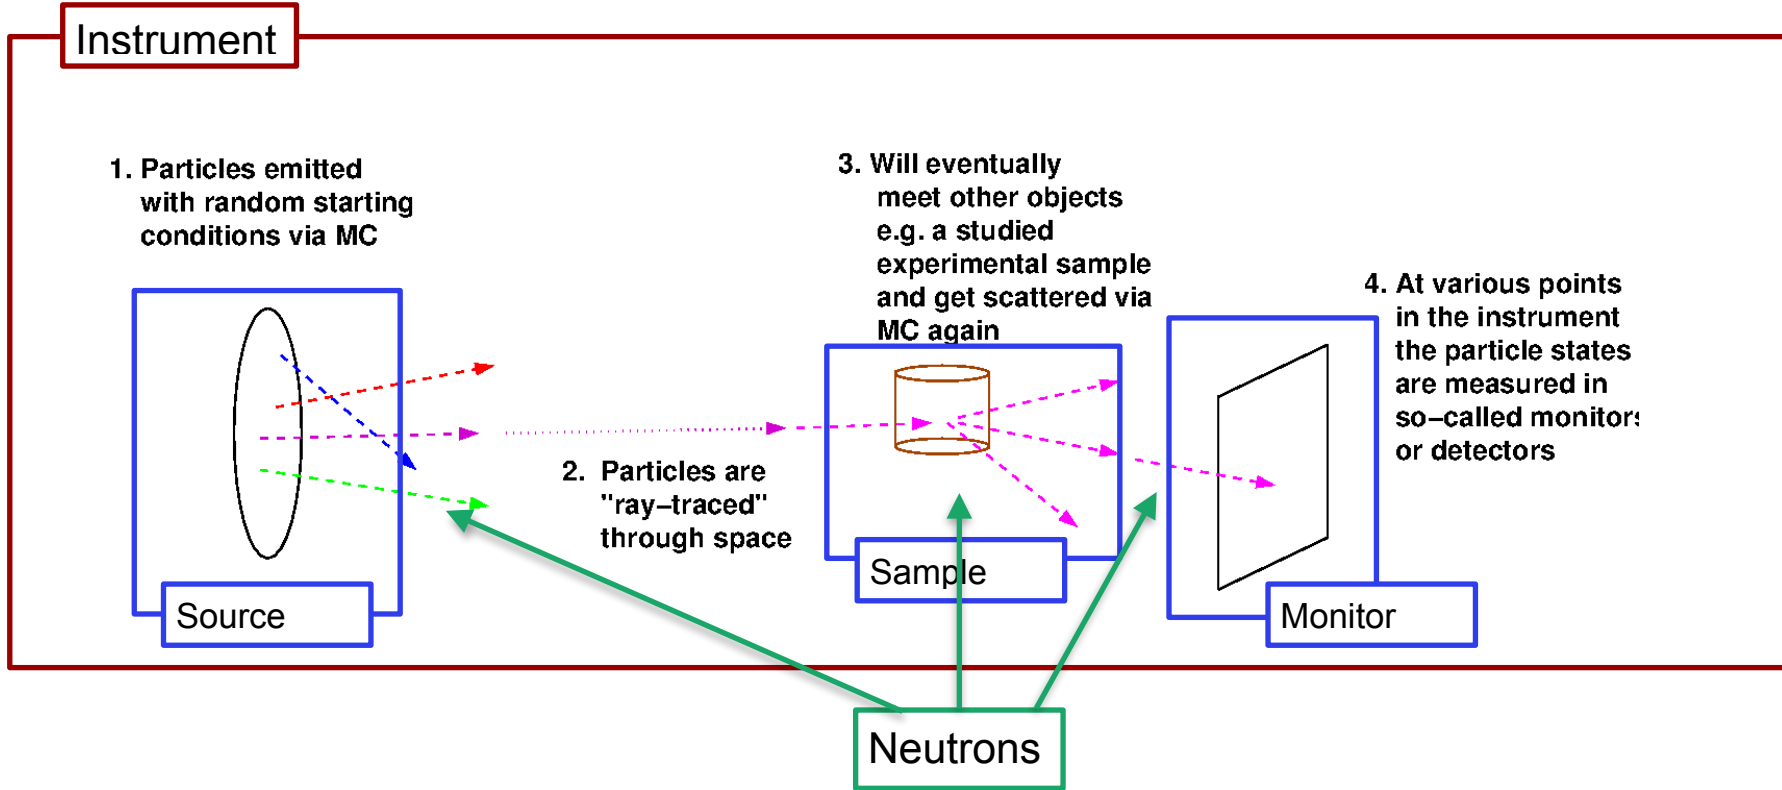 Instrument
1. Particles emitted
with random starting
conditions via MC
2. Particles are
"ray–traced"
through space
3. Will eventually
meet other objects
e.g. a studied
experimental sample
and get scattered via
MC again
4. At various points
in the instrument
the particle states
are measured in
so–called monitors
or detectors
Source
Sample
Monitor
Neutrons